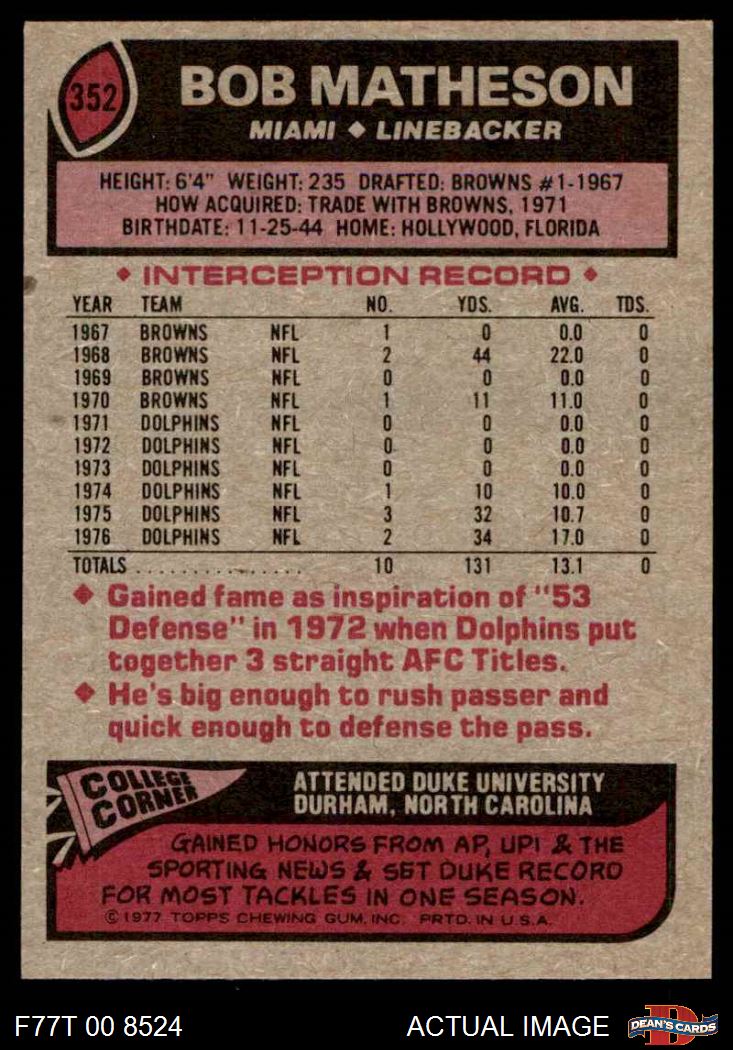 352
BOB MATHESON
MIAMI ◆ LINEBACKER
HEIGHT: 6'4" WEIGHT: 235 DRAFTED: BROWNS #1-1967
HOW ACQUIRED: TRADE WITH BROWNS, 1971
BIRTHDATE: 11-25-44 HOME: HOLLYWOOD, FLORIDA
◆ INTERCEPTION RECORD ◆
YEAR TEAM NO. YDS. AVG. TDS.
1967 BROWNS NFL 1 0 0.0 0
1968 BROWNS NFL 2 44 22.0 0
1969 BROWNS NFL 0 0 0.0 0
1970 BROWNS NFL 1 11 11.0 0
1971 DOLPHINS NFL 0 0 0.0 0
1972 DOLPHINS NFL 0 0 0.0 0
1973 DOLPHINS NFL 0 0 0.0 0
1974 DOLPHINS NFL 1 10 10.0 0
1975 DOLPHINS NFL 3 32 10.7 0
1976 DOLPHINS NFL 2 34 17.0 0
TOTALS . . . . . . . . . . . . . . . 10 131 13.1 0
◆ Gained fame as inspiration of "53
Defense" in 1972 when Dolphins put
together 3 straight AFC Titles.
◆ He's big enough to rush passer and
quick enough to defense the pass.
COLLEGE
CORNER
ATTENDED DUKE UNIVERSITY
DURHAM, NORTH CAROLINA
GAINED HONORS FROM AP, UPI & THE
SPORTING NEWS & SET DUKE RECORD
FOR MOST TACKLES IN ONE SEASON.
© 1977 TOPPS CHEWING GUM, INC. PRTD. IN U.S.A.
F77T 00 8524
ACTUAL IMAGE
D
DEAN'S CARDS